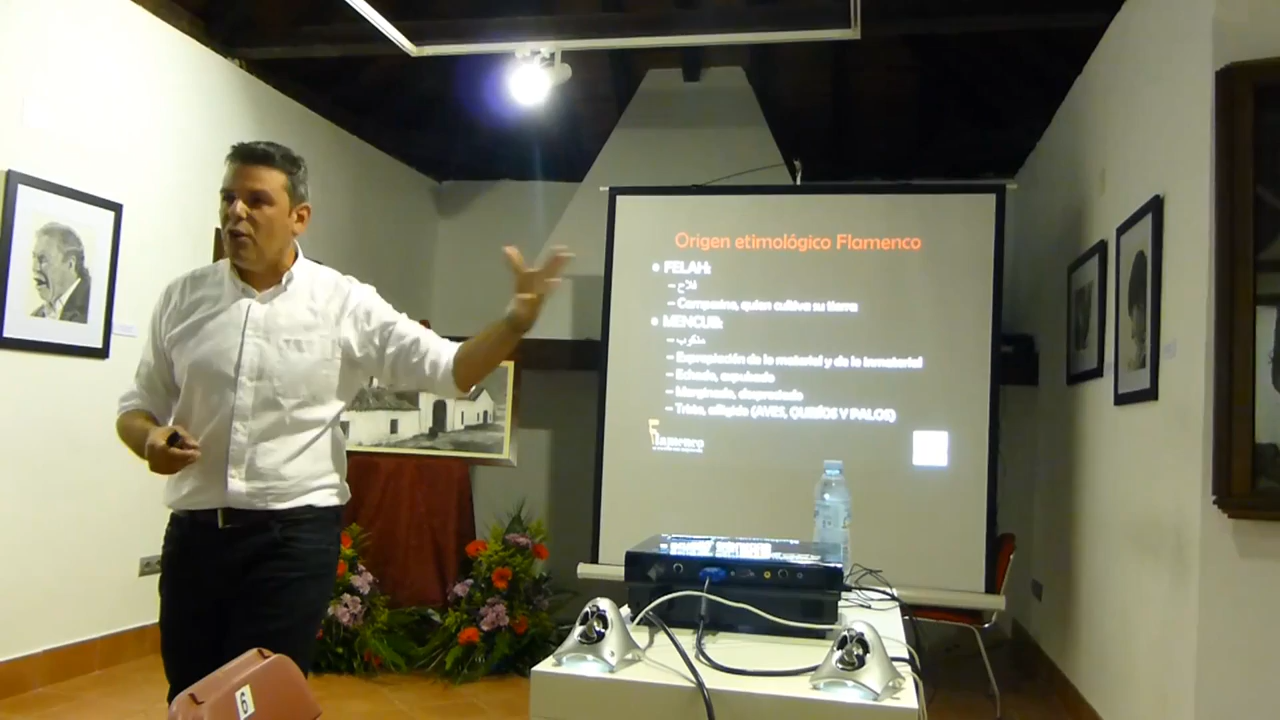 Origen etimológico Flamenco
• FELAH:
– فلاح
– Campesino, quien cultiva su tierra
• MENCUB:
– منكوب
– Expropiación de lo material y de lo inmaterial
– Echado, expulsado
– Marginado, despreciado
– Triste, afligido (AYES, QUEJÍOS Y PALOS)
Flamenco
6